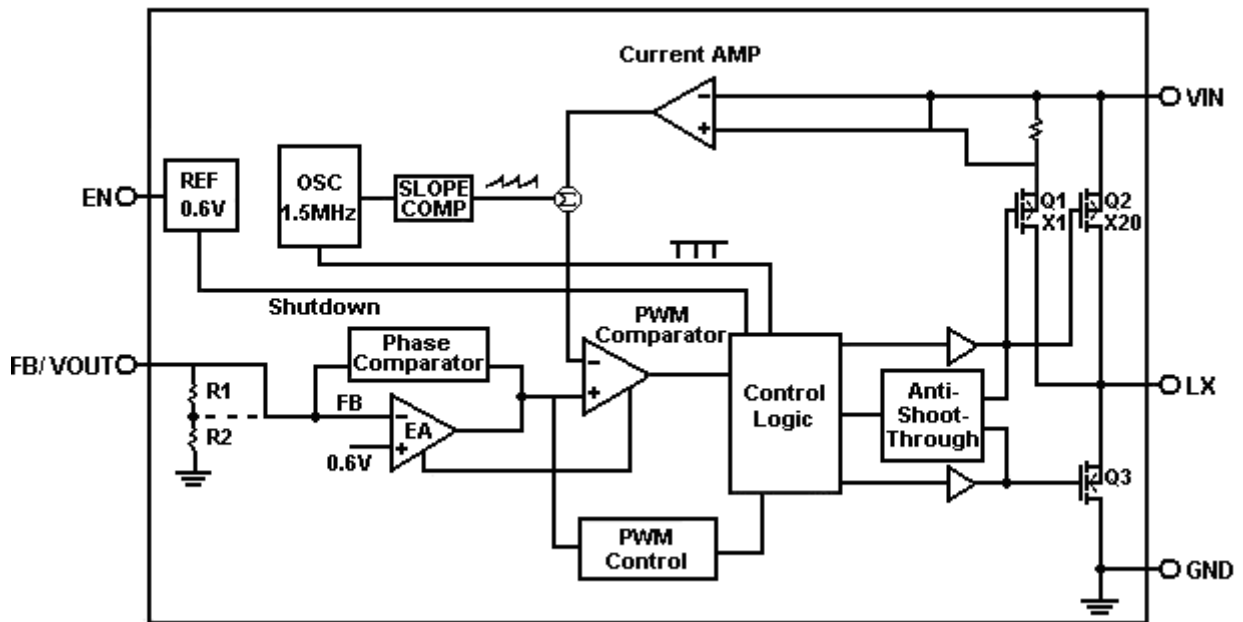 Current AMP
VIN
EN
REF
0.6V
OSC
1.5MHz
SLOPE
COMP
Σ
Q1
X1
Q2
X20
Shutdown
PWM
Comparator
FB/ VOUT
R1
R2
Phase
Comparator
FB
EA
0.6V
Control
Logic
Anti-
Shoot-
Through
LX
Q3
PWM
Control
GND